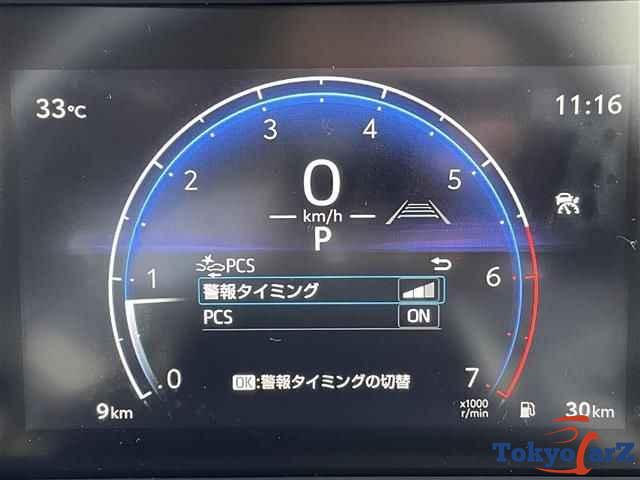 33°C
11:16
3
4
2
5
0
km/h
P
PCS
1
6
警報タイミング
PCS
ON
OK:警報タイミングの切替
0
7
x1000
r/min
9km
30km
TokyoCarZ